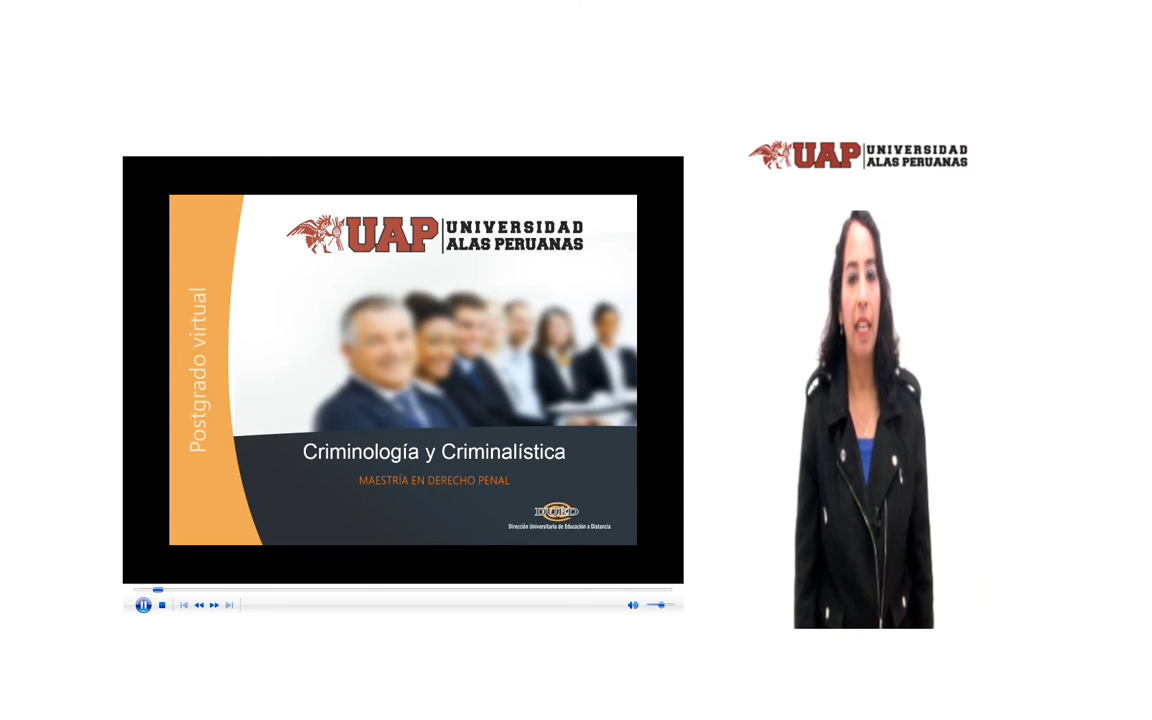 UAP UNIVERSIDAD
ALAS PERUANAS
Postgrado virtual
Criminología y Criminalística
MAESTRÍA EN DERECHO PENAL
DUED
Dirección Universitaria de Educación a Distancia
UAP UNIVERSIDAD
ALAS PERUANAS